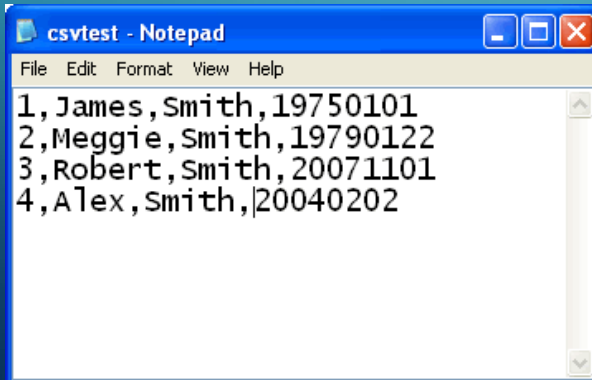 csvtest - Notepad
File Edit Format View Help
1,James,Smith,19750101
2,Meggie,Smith,19790122
3,Robert,Smith,20071101
4,Alex,Smith,20040202